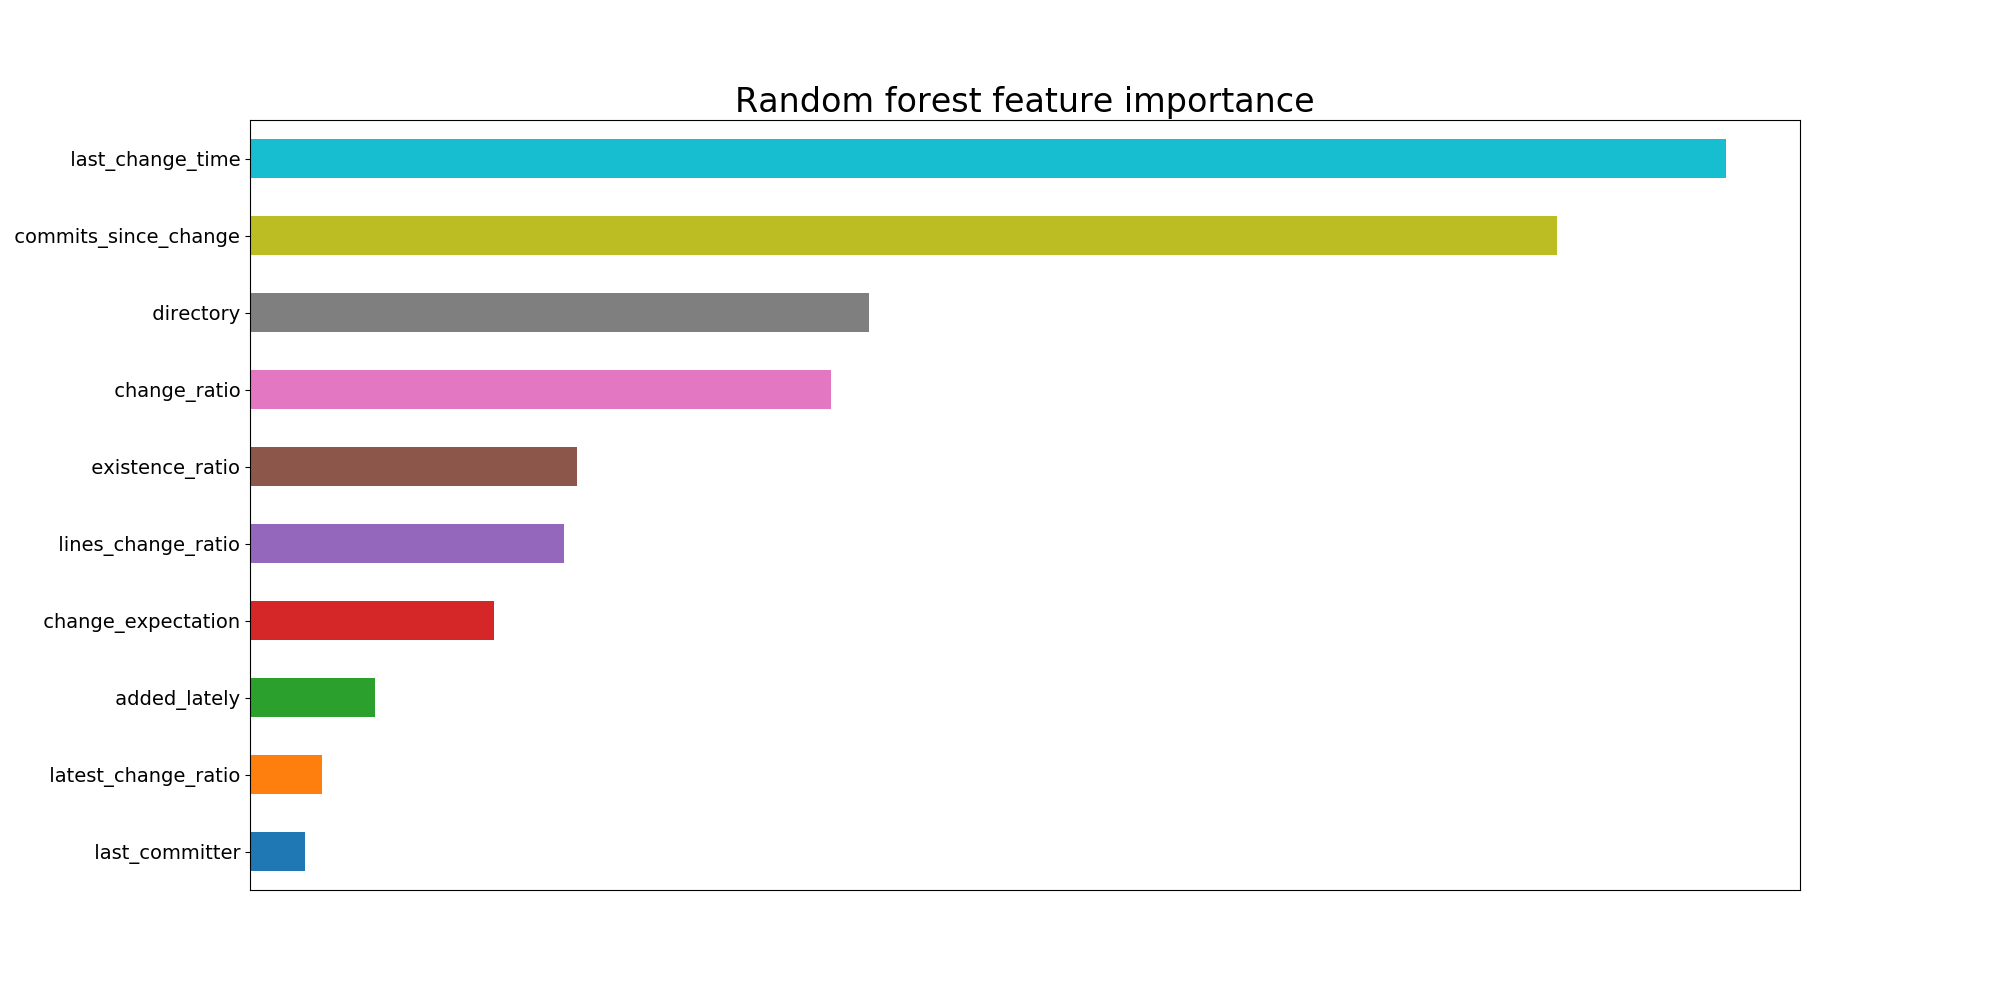 Random forest feature importance
last_change_time
commits_since_change
directory
change_ratio
existence_ratio
lines_change_ratio
change_expectation
added_lately
latest_change_ratio
last_committer